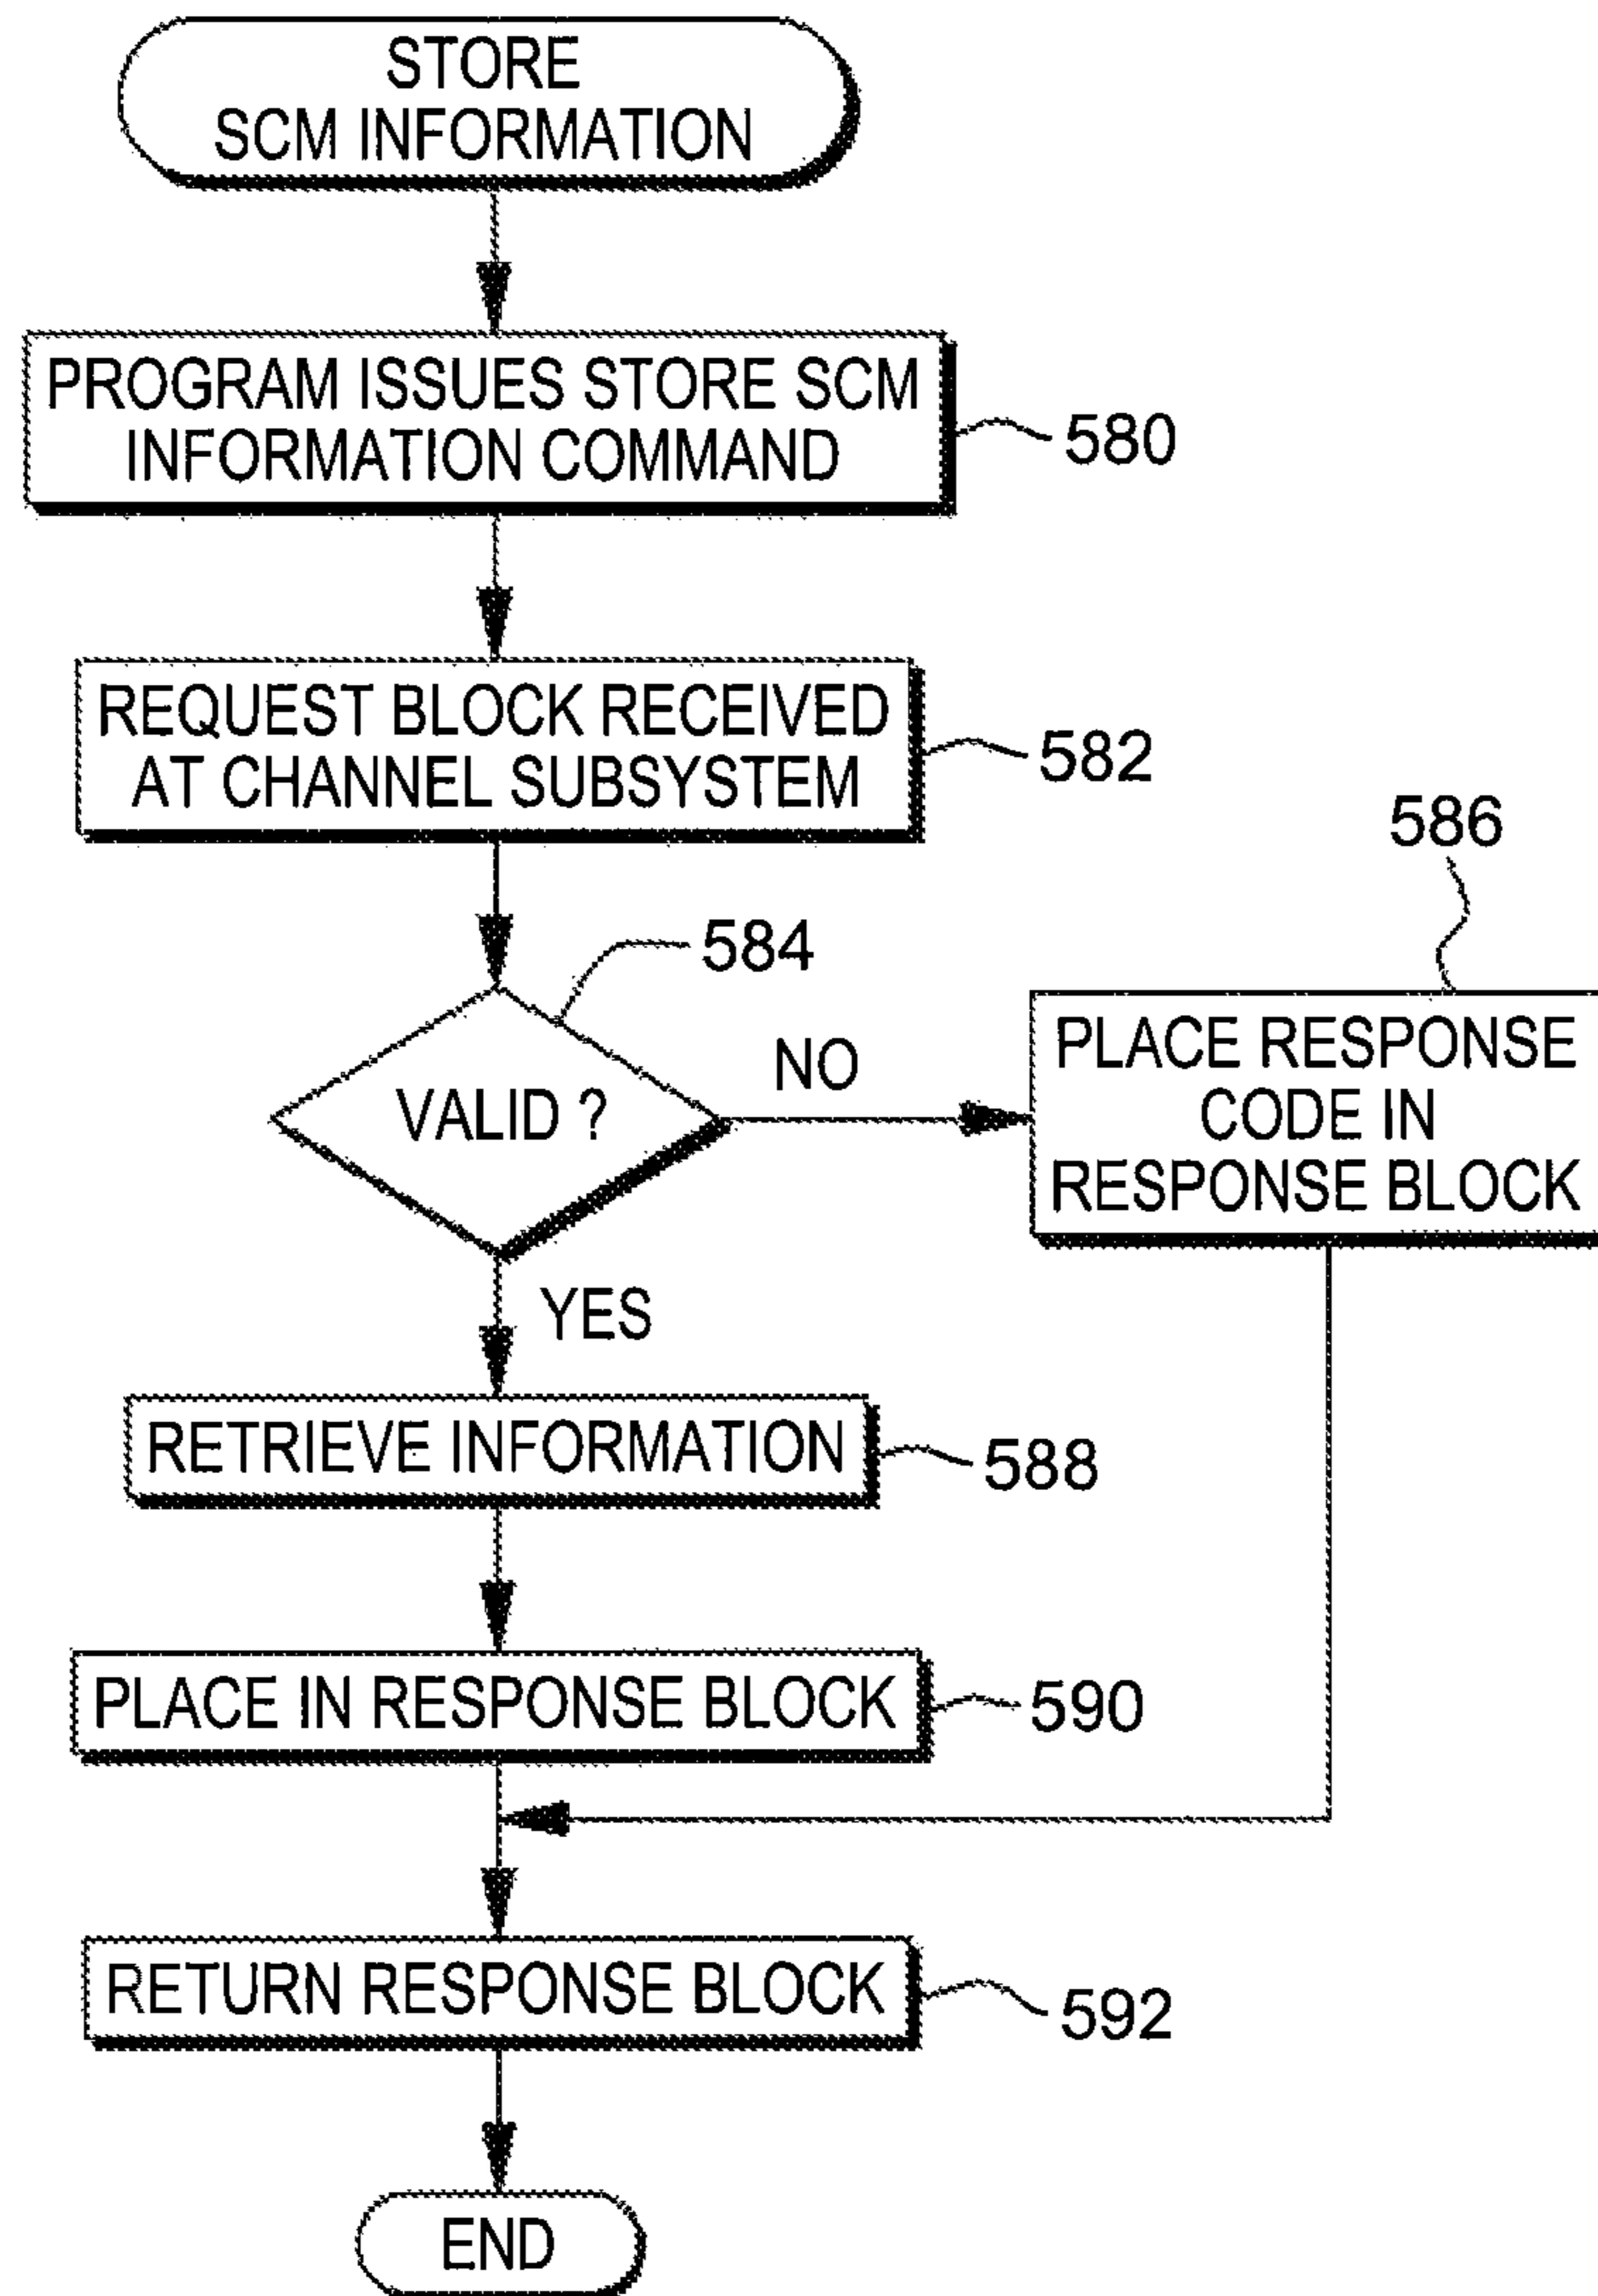 STORE
SCM INFORMATION
PROGRAM ISSUES STORE SCM
INFORMATION COMMAND
580
REQUEST BLOCK RECEIVED
AT CHANNEL SUBSYSTEM
582
584
VALID ?
NO
586
PLACE RESPONSE
CODE IN
RESPONSE BLOCK
YES
RETRIEVE INFORMATION
588
PLACE IN RESPONSE BLOCK
590
RETURN RESPONSE BLOCK
592
END